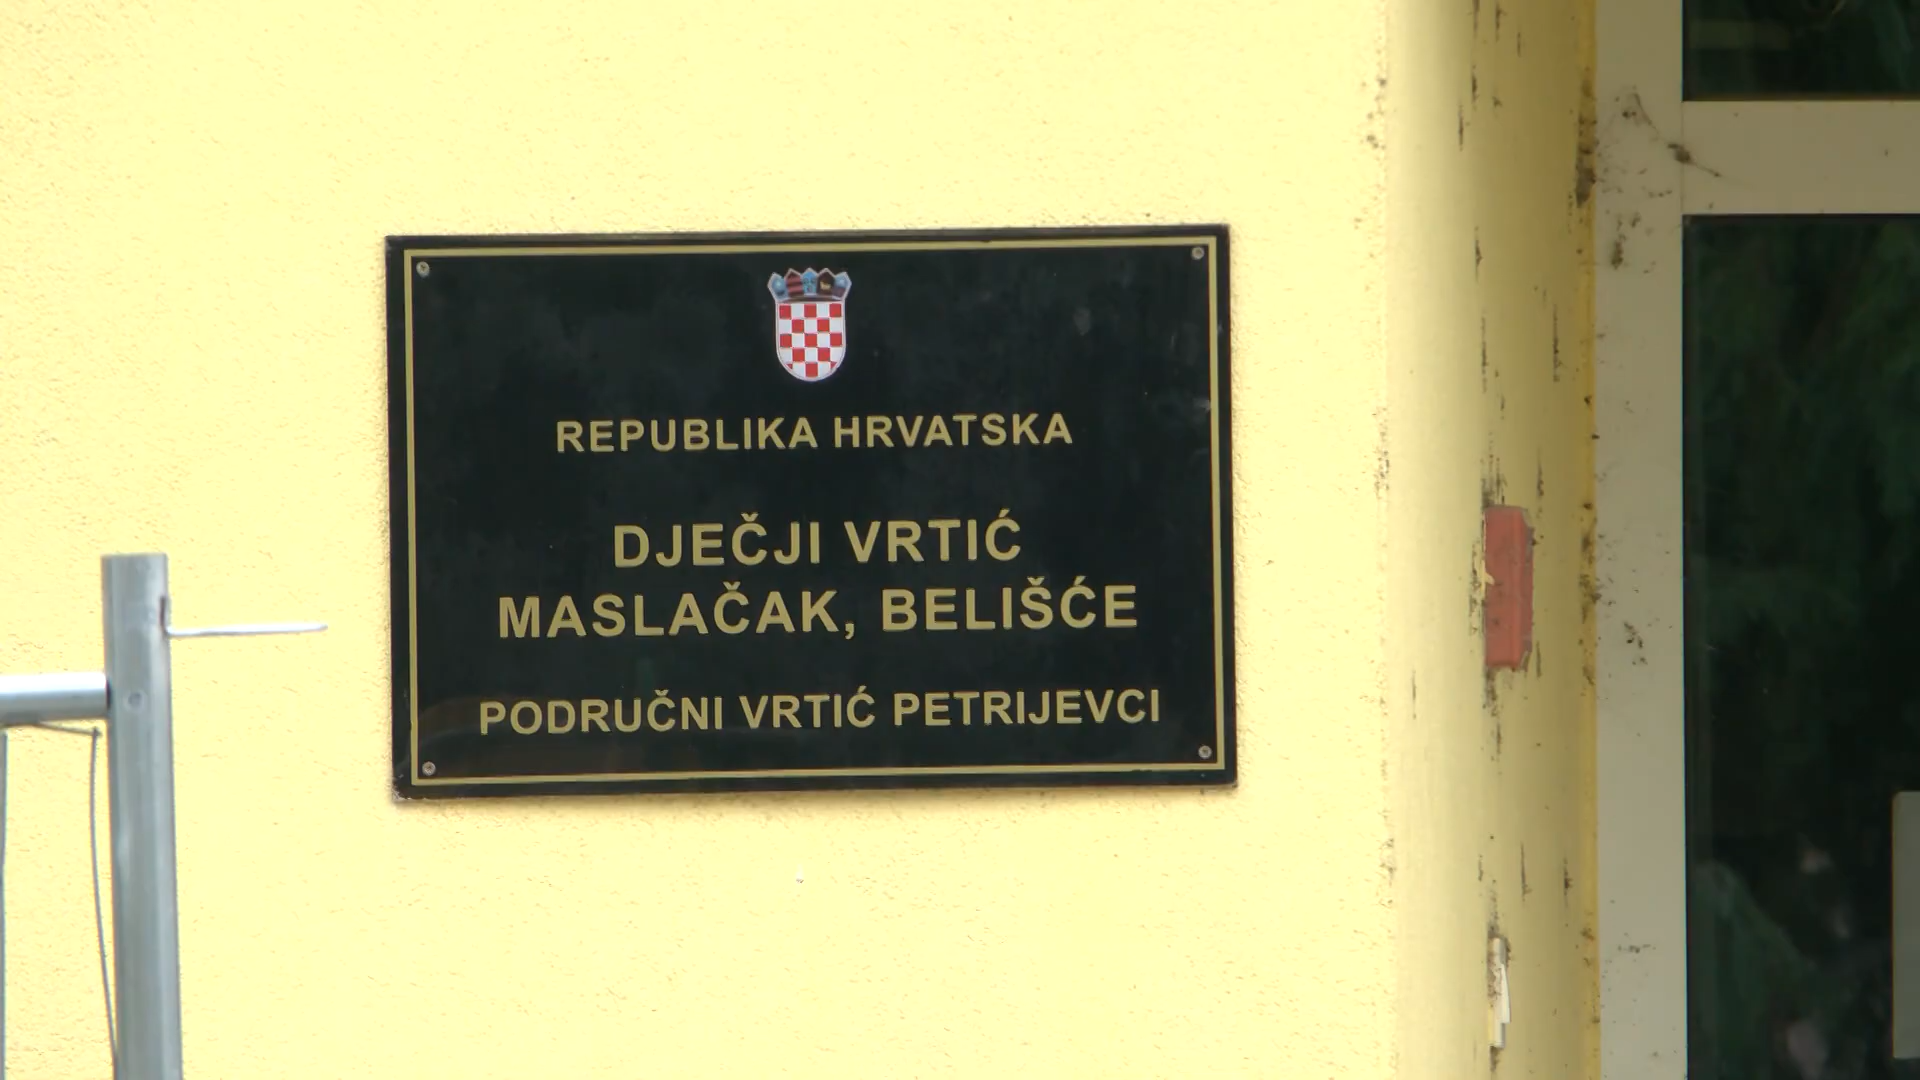 REPUBLIKA HRVATSKA
DJEČJI VRTIĆ
MASLAČAK, BELIŠĆE
PODRUČNI VRTIĆ PETRIJEVCI